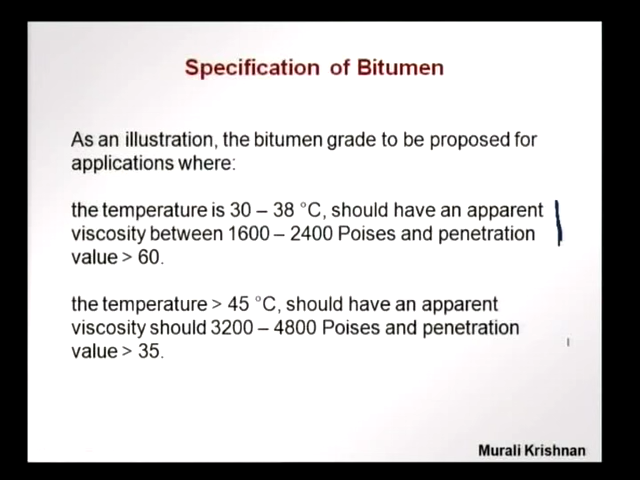 Specification of Bitumen
As an illustration, the bitumen grade to be proposed for
applications where:
the temperature is 30 – 38 °C, should have an apparent
viscosity between 1600 – 2400 Poises and penetration
value > 60.
the temperature > 45 °C, should have an apparent
viscosity should 3200 – 4800 Poises and penetration
value > 35.
Murali Krishnan